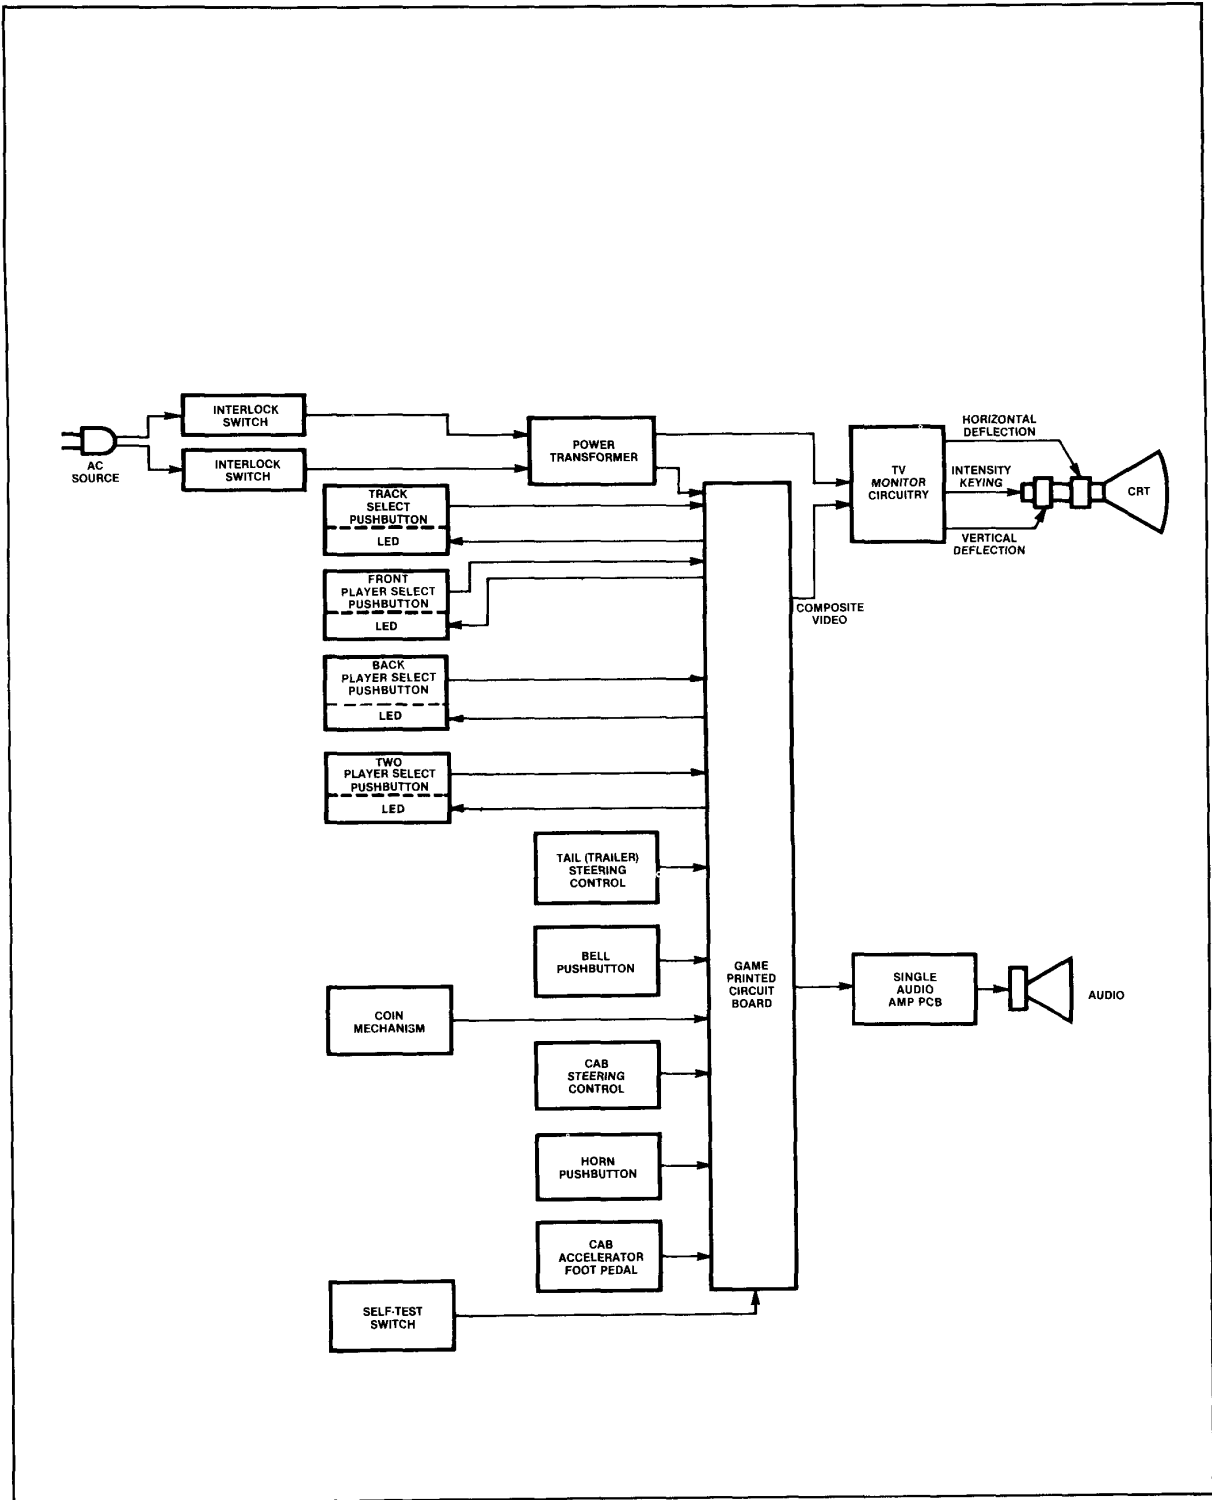 INTERLOCK
SWITCH
AC
SOURCE
INTERLOCK
SWITCH
POWER
TRANSFORMER
TV
MONITOR
CIRCUITRY
HORIZONTAL
DEFLECTION
INTENSITY
KEYING
VERTICAL
DEFLECTION
CRT
TRACK
SELECT
PUSHBUTTON
LED
FRONT
PLAYER SELECT
PUSHBUTTON
LED
COMPOSITE
VIDEO
BACK
PLAYER SELECT
PUSHBUTTON
LED
TWO
PLAYER SELECT
PUSHBUTTON
LED
TAIL (TRAILER)
STEERING
CONTROL
BELL
PUSHBUTTON
GAME
PRINTED
CIRCUIT
BOARD
SINGLE
AUDIO
AMP PCB
AUDIO
COIN
MECHANISM
CAB
STEERING
CONTROL
HORN
PUSHBUTTON
CAB
ACCELERATOR
FOOT PEDAL
SELF-TEST
SWITCH